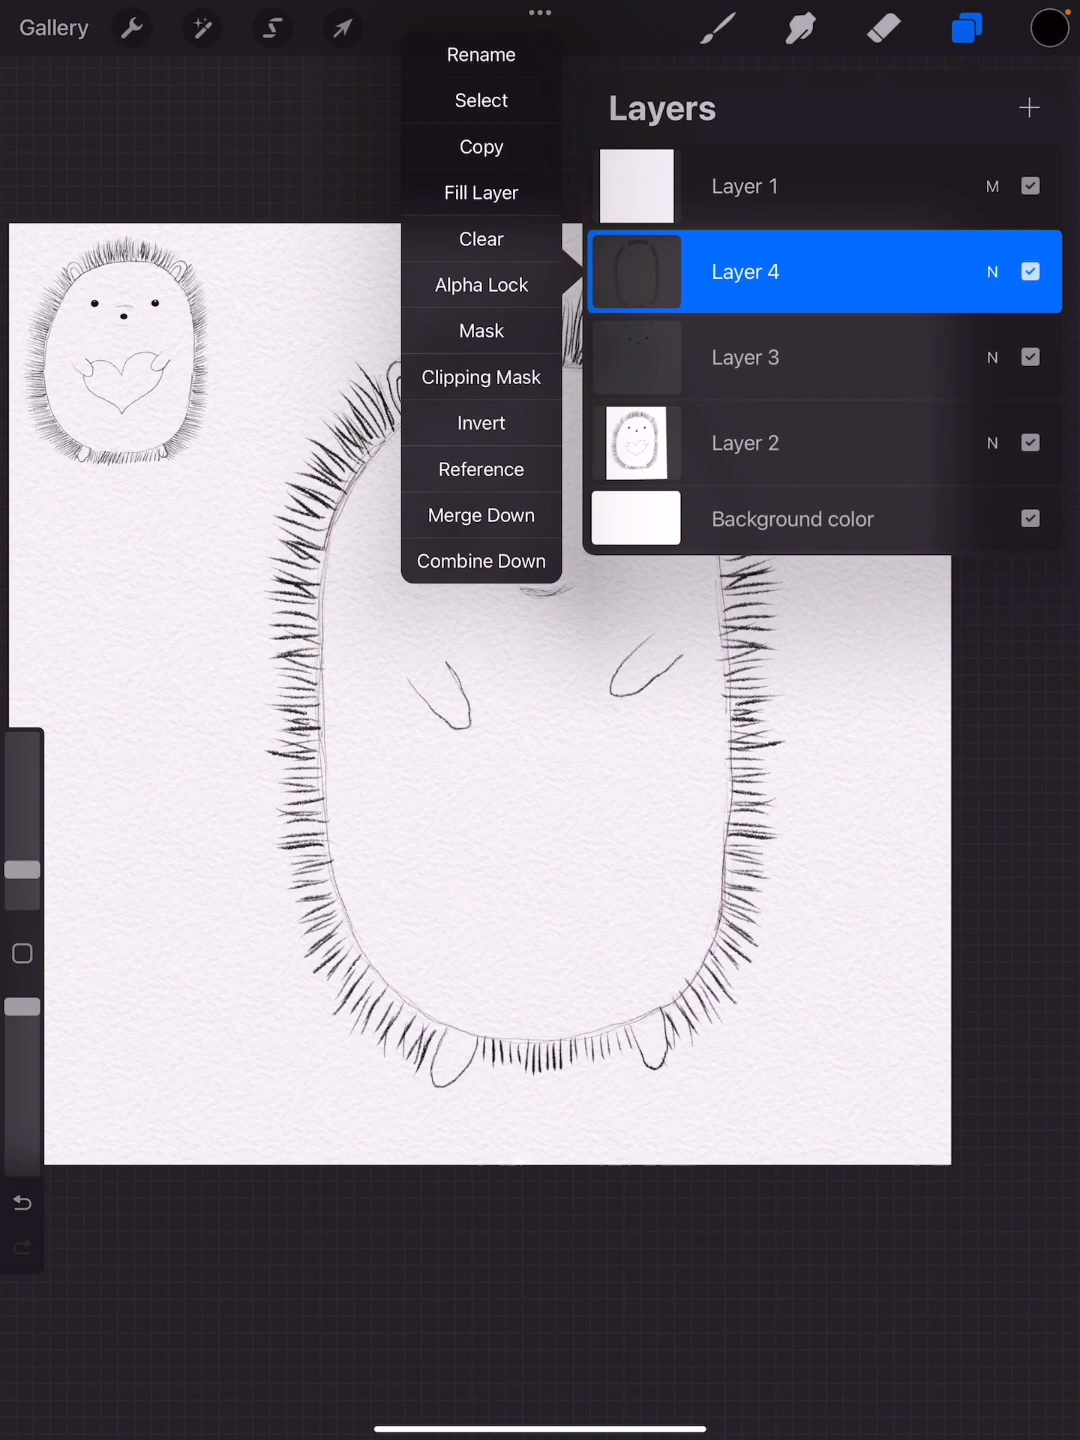 Gallery
Rename
Select
Copy
Fill Layer
Clear
Alpha Lock
Mask
Clipping Mask
Invert
Reference
Merge Down
Combine Down
Layers
Layer 1 M
Layer 4 N
Layer 3 N
Layer 2 N
Background color